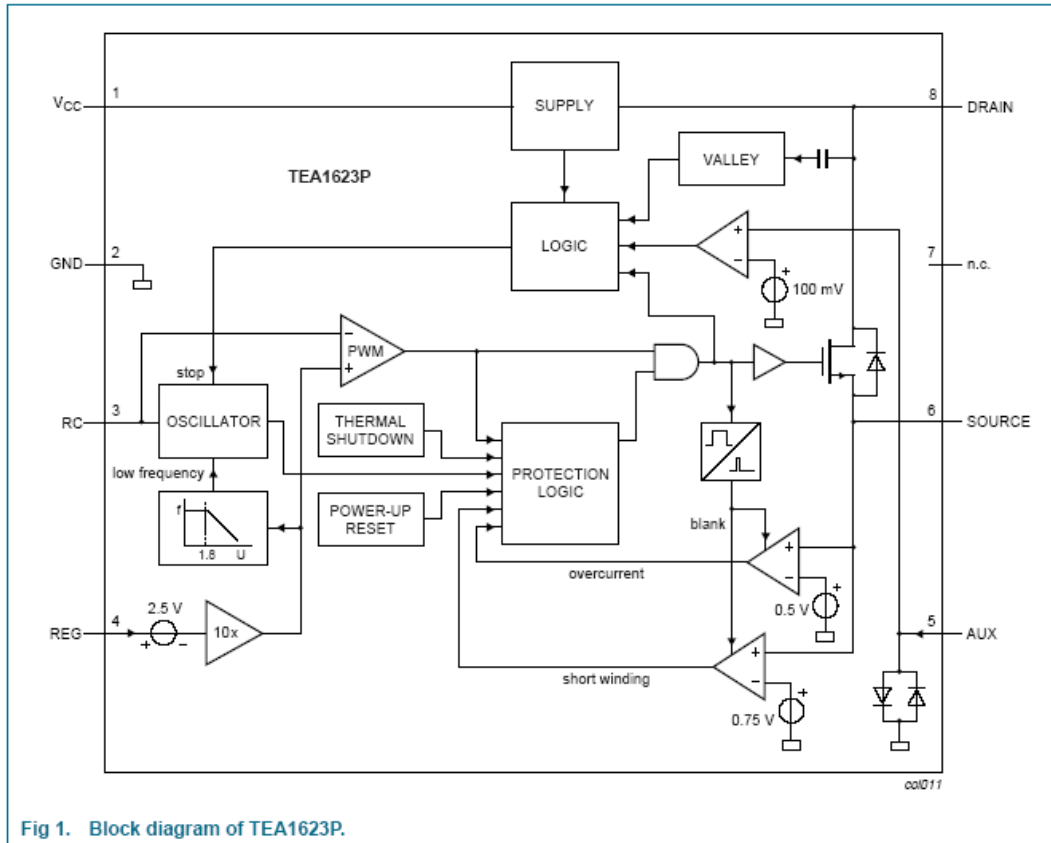 1
VCC
SUPPLY
8
DRAIN
VALLEY
TEA1623P
LOGIC
2
GND
7
n.c.
100 mV
+
−
+
PWM
−
+
stop
3
RC
OSCILLATOR
THERMAL
SHUTDOWN
6
SOURCE
low frequency
PROTECTION
LOGIC
POWER-UP
RESET
f
1.8
U
blank
overcurrent
+
−
+
0.5 V
2.5 V
4
REG
+
−
10x
5
AUX
short winding
+
−
+
0.75 V
col011
Fig 1. Block diagram of TEA1623P.